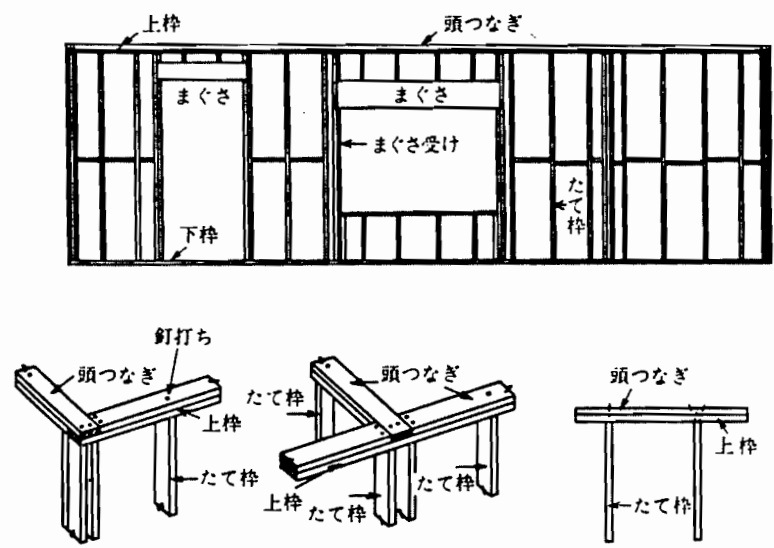 上枠
頭つなぎ
まぐさ
まぐさ
まぐさ受け
たて枠
下枠
釘打ち
頭つなぎ
上枠
たて枠
頭つなぎ
たて枠
上枠
たて枠
たて枠
頭つなぎ
上枠
たて枠